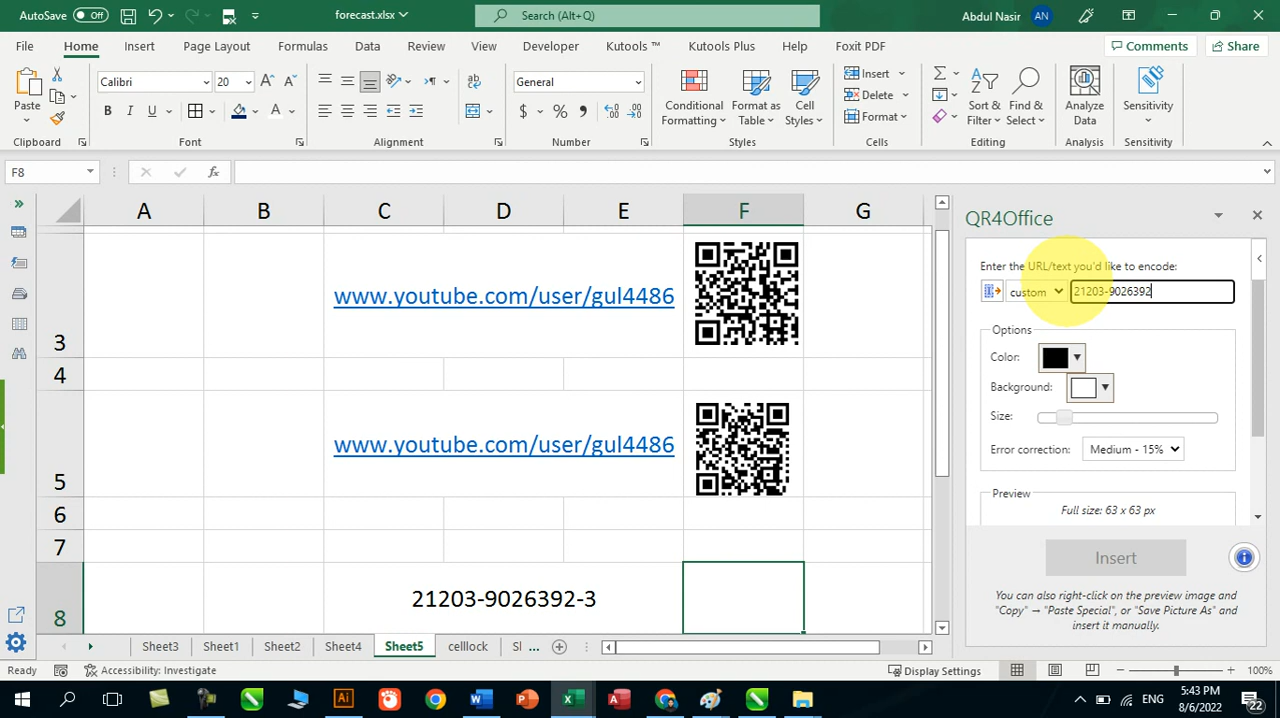 AutoSave Off
forecast.xlsx
Search (Alt+Q)
Abdul Nasir AN
File Home Insert Page Layout Formulas Data Review View Developer Kutools ™ Kutools Plus Help Foxit PDF Comments Share
Paste
Clipboard
Calibri 20
B I U
Font
Alignment
General
$ % 9
Number
Conditional Formatting
Format as Table
Cell Styles
Styles
Insert
Delete
Format
Cells
Sort & Filter
Find & Select
Editing
Analyze Data
Analysis
Sensitivity
Sensitivity
F8 fx
A B C D E F G
3 www.youtube.com/user/gul4486
4
5 www.youtube.com/user/gul4486
6
7
8 21203-9026392-3
QR4Office
Enter the URL/text you'd like to encode:
custom 21203-9026392
Options
Color:
Background:
Size:
Error correction: Medium - 15%
Preview
Full size: 63 x 63 px
Insert
You can also right-click on the preview image and
"Copy" → "Paste Special", or "Save Picture As" and
insert it manually.
Sheet3 Sheet1 Sheet2 Sheet4 Sheet5 celllock Sl ...
Ready Accessibility: Investigate Display Settings 100%
ENG
5:43 PM
8/6/2022
22